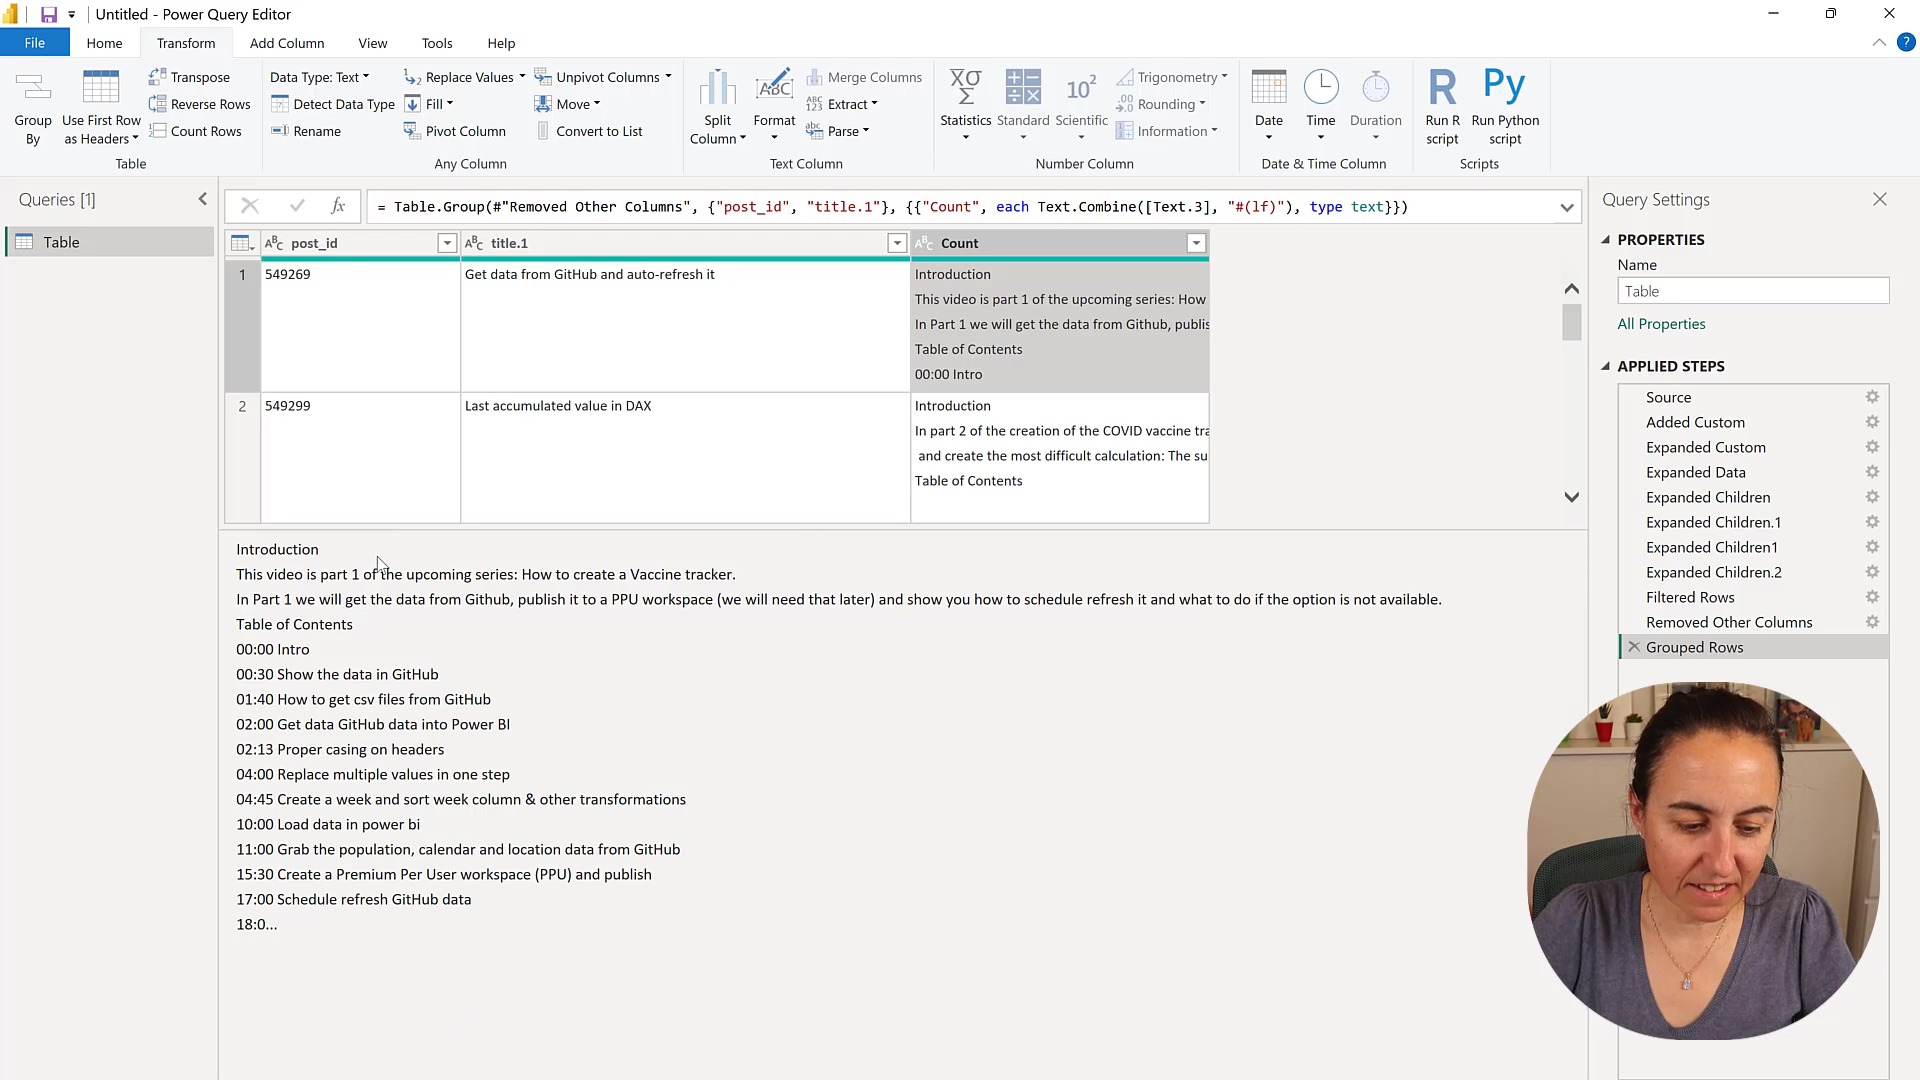 Untitled - Power Query Editor
File Home Transform Add Column View Tools Help
Group By
Use First Row as Headers
Transpose
Reverse Rows
Count Rows
Table
Data Type: Text
Detect Data Type
Rename
Replace Values
Fill
Pivot Column
Unpivot Columns
Move
Convert to List
Any Column
Split Column
ABC
Format
Merge Columns
ABC 123 Extract
abc Parse
Text Column
XΣ σ Statistics
Standard
10² Scientific
Trigonometry
.00 Rounding
Information
Number Column
Date
Time
Duration
Date & Time Column
R
Run R script
Py
Run Python script
Scripts
?
Queries [1]
Table
fx
= Table.Group(#"Removed Other Columns", {"post_id", "title.1"}, {{"Count", each Text.Combine([Text.3], "#(lf)"), type text}})
ABC post_id ABC title.1 ABC Count
1 549269 Get data from GitHub and auto-refresh it Introduction
This video is part 1 of the upcoming series: How
In Part 1 we will get the data from Github, publis
Table of Contents
00:00 Intro
2 549299 Last accumulated value in DAX Introduction
In part 2 of the creation of the COVID vaccine tra
and create the most difficult calculation: The su
Table of Contents
Introduction
This video is part 1 of the upcoming series: How to create a Vaccine tracker.
In Part 1 we will get the data from Github, publish it to a PPU workspace (we will need that later) and show you how to schedule refresh it and what to do if the option is not available.
Table of Contents
00:00 Intro
00:30 Show the data in GitHub
01:40 How to get csv files from GitHub
02:00 Get data GitHub data into Power BI
02:13 Proper casing on headers
04:00 Replace multiple values in one step
04:45 Create a week and sort week column & other transformations
10:00 Load data in power bi
11:00 Grab the population, calendar and location data from GitHub
15:30 Create a Premium Per User workspace (PPU) and publish
17:00 Schedule refresh GitHub data
18:0...
Query Settings
PROPERTIES
Name
Table
All Properties
APPLIED STEPS
Source
Added Custom
Expanded Custom
Expanded Data
Expanded Children
Expanded Children.1
Expanded Children1
Expanded Children.2
Filtered Rows
Removed Other Columns
Grouped Rows